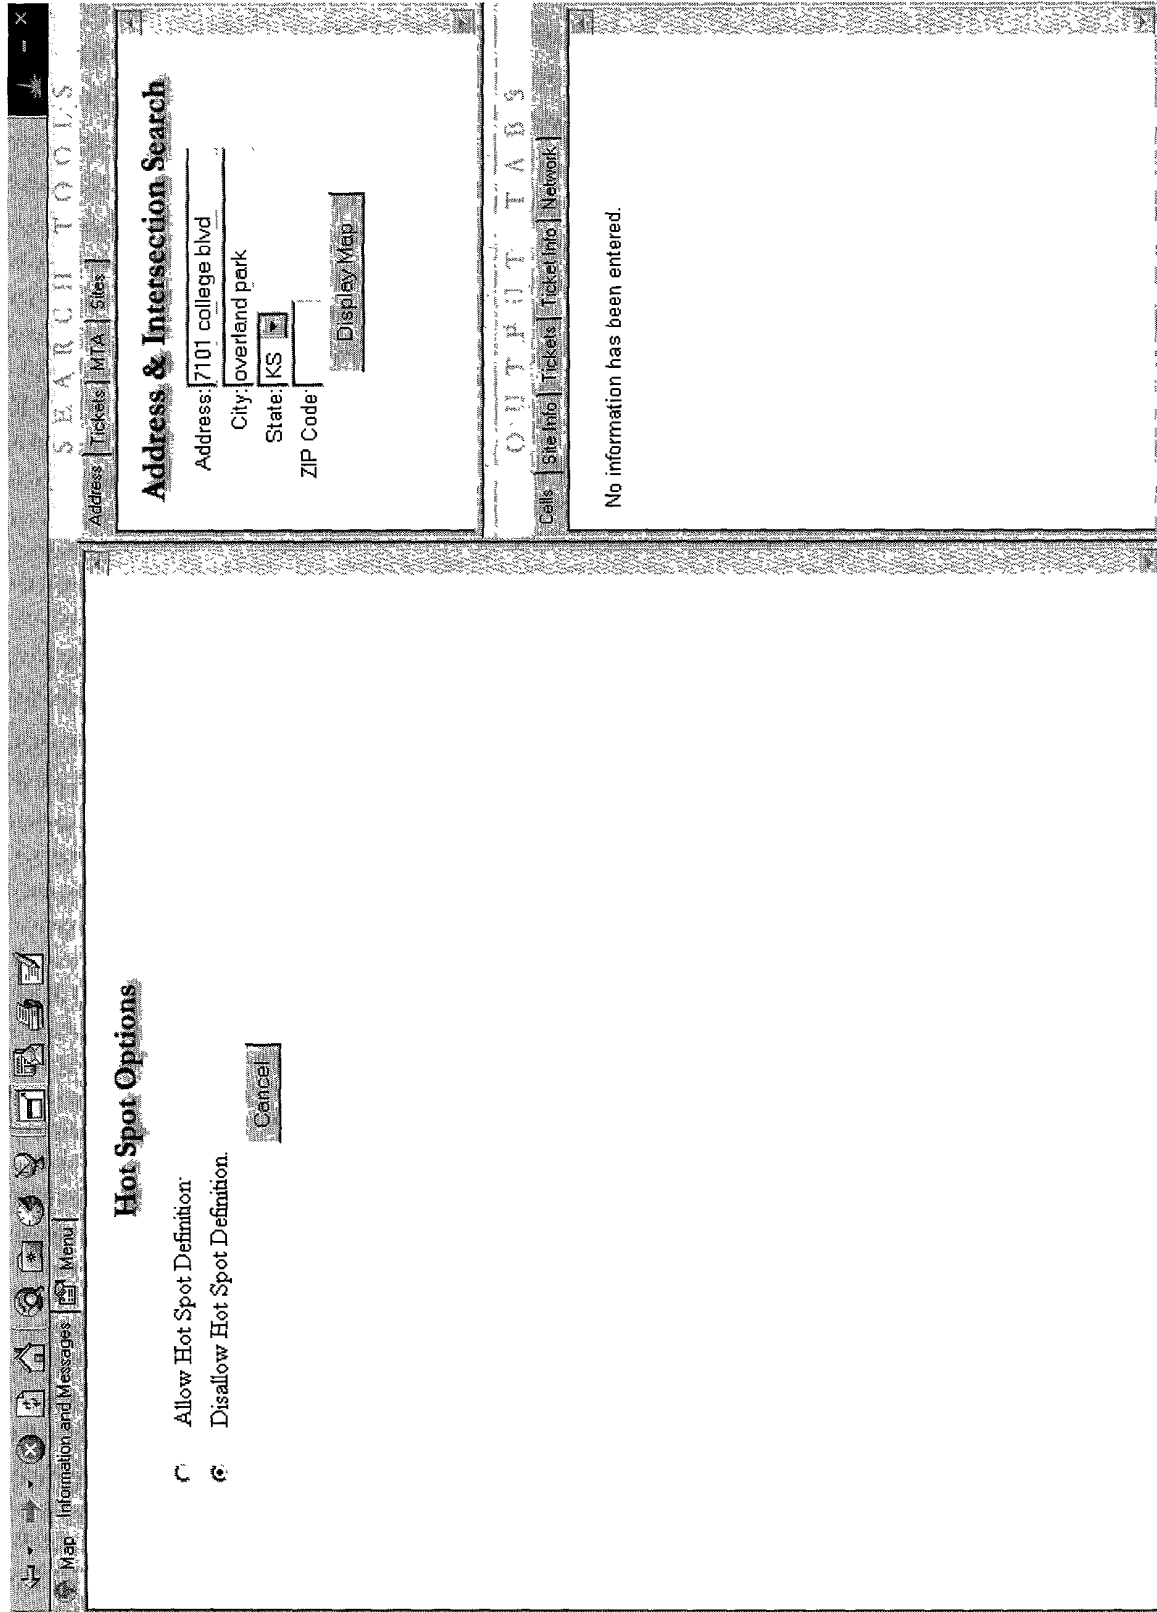 Map
Information and Messages
Menu
Hot Spot Options
Allow Hot Spot Definition
Disallow Hot Spot Definition.
Cancel
SEARCH TOOLS
Address
Tickets
MTA
Sites
Address & Intersection Search
Address: 7101 college blvd
City: overland park
State: KS
ZIP Code
Display Map
OUTPUT TABS
Cells
Site Info
Tickets
Ticket Info
Network
No information has been entered.